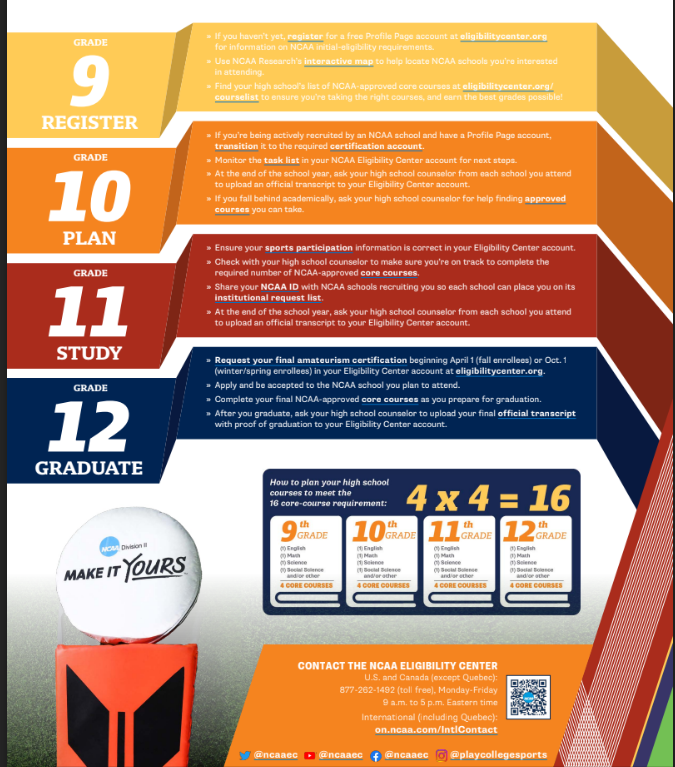 GRADE
9
REGISTER
» If you haven't yet, register for a free Profile Page account at eligibilitycenter.org
for information on NCAA initial-eligibility requirements.
» Use NCAA Research's interactive map to help locate NCAA schools you're interested
in attending.
» Find your high school's list of NCAA-approved core courses at eligibilitycenter.org/
courselist to ensure you're taking the right courses, and earn the best grades possible!
GRADE
10
PLAN
» If you're being actively recruited by an NCAA school and have a Profile Page account,
transition it to the required certification account.
» Monitor the task list in your NCAA Eligibility Center account for next steps.
» At the end of the school year, ask your high school counselor from each school you attend
to upload an official transcript to your Eligibility Center account.
» If you fall behind academically, ask your high school counselor for help finding approved
courses you can take.
GRADE
11
STUDY
» Ensure your sports participation information is correct in your Eligibility Center account.
» Check with your high school counselor to make sure you're on track to complete the
required number of NCAA-approved core courses.
» Share your NCAA ID with NCAA schools recruiting you so each school can place you on its
institutional request list.
» At the end of the school year, ask your high school counselor from each school you attend
to upload an official transcript to your Eligibility Center account.
GRADE
12
GRADUATE
» Request your final amateurism certification beginning April 1 (fall enrollees) or Oct. 1
(winter/spring enrollees) in your Eligibility Center account at eligibilitycenter.org.
» Apply and be accepted to the NCAA school you plan to attend.
» Complete your final NCAA-approved core courses as you prepare for graduation.
» After you graduate, ask your high school counselor to upload your final official transcript
with proof of graduation to your Eligibility Center account.
How to plan your high school
courses to meet the
16 core-course requirement:
4 x 4 = 16
9th GRADE
(1) English
(1) Math
(1) Science
(1) Social Science
and/or other
4 CORE COURSES
10th GRADE
(1) English
(1) Math
(1) Science
(1) Social Science
and/or other
4 CORE COURSES
11th GRADE
(1) English
(1) Math
(1) Science
(1) Social Science
and/or other
4 CORE COURSES
12th GRADE
(1) English
(1) Math
(1) Science
(1) Social Science
and/or other
4 CORE COURSES
NCAA Division II
MAKE IT YOURS
CONTACT THE NCAA ELIGIBILITY CENTER
U.S. and Canada (except Quebec):
877-262-1492 (toll free), Monday-Friday
9 a.m. to 5 p.m. Eastern time
International (including Quebec):
on.ncaa.com/IntlContact
NCAA
@ncaaec @ncaaec @ncaaec @playcollegesports